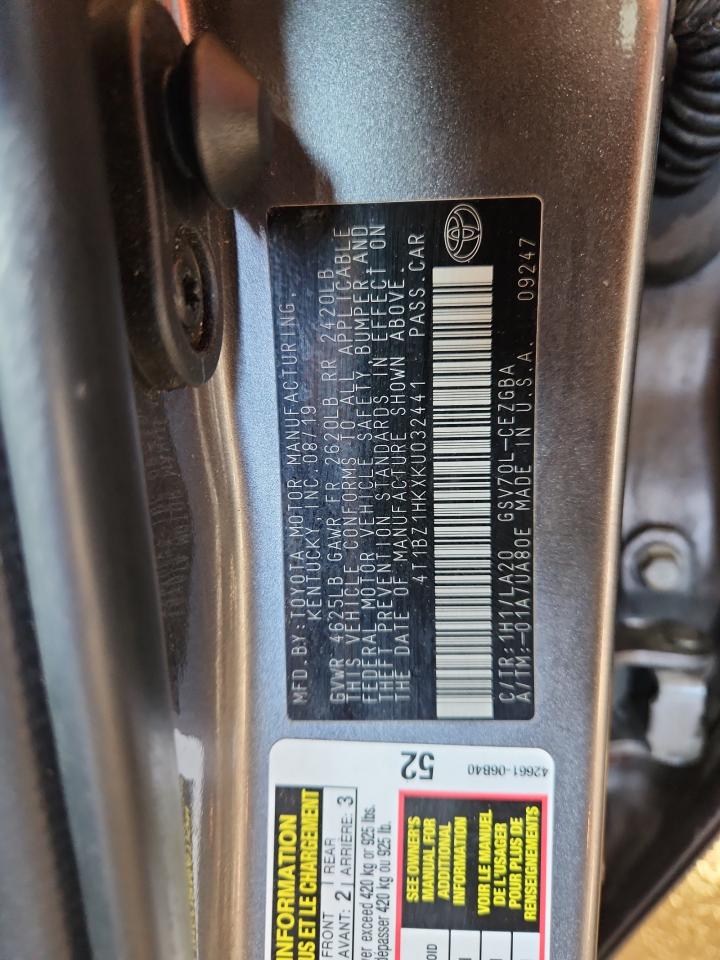 MFD.BY:TOYOTA MOTOR MANUFACTURING,
KENTUCKY, INC. 08/19
GVWR 4625LB GAWR FR 2620LB RR 2420LB
THIS VEHICLE CONFORMS TO ALL APPLICABLE
FEDERAL MOTOR VEHICLE SAFETY, BUMPER, AND
THEFT PREVENTION STANDARDS IN EFFECT ON
THE DATE OF MANUFACTURE SHOWN ABOVE.
4T1BZ1HKXKU032441 PASS.CAR
C/TR:1H1/LA20 GSV70L-CEZGBA
A/TM:-01A/UA80E MADE IN U.S.A. 09247
INFORMATION
US ET LE CHARGEMENT
FRONT
REAR
AVANT: 2
ARRIÈRE: 3
exceed 420 kg or 925 lbs.
dépasser 420 kg ou 925 lb.
52
42661-06B40
SEE OWNER'S
MANUAL FOR
ADDITIONAL
INFORMATION
VOIR LE MANUEL
DE L'USAGER
POUR PLUS DE
RENSEIGNEMENTS